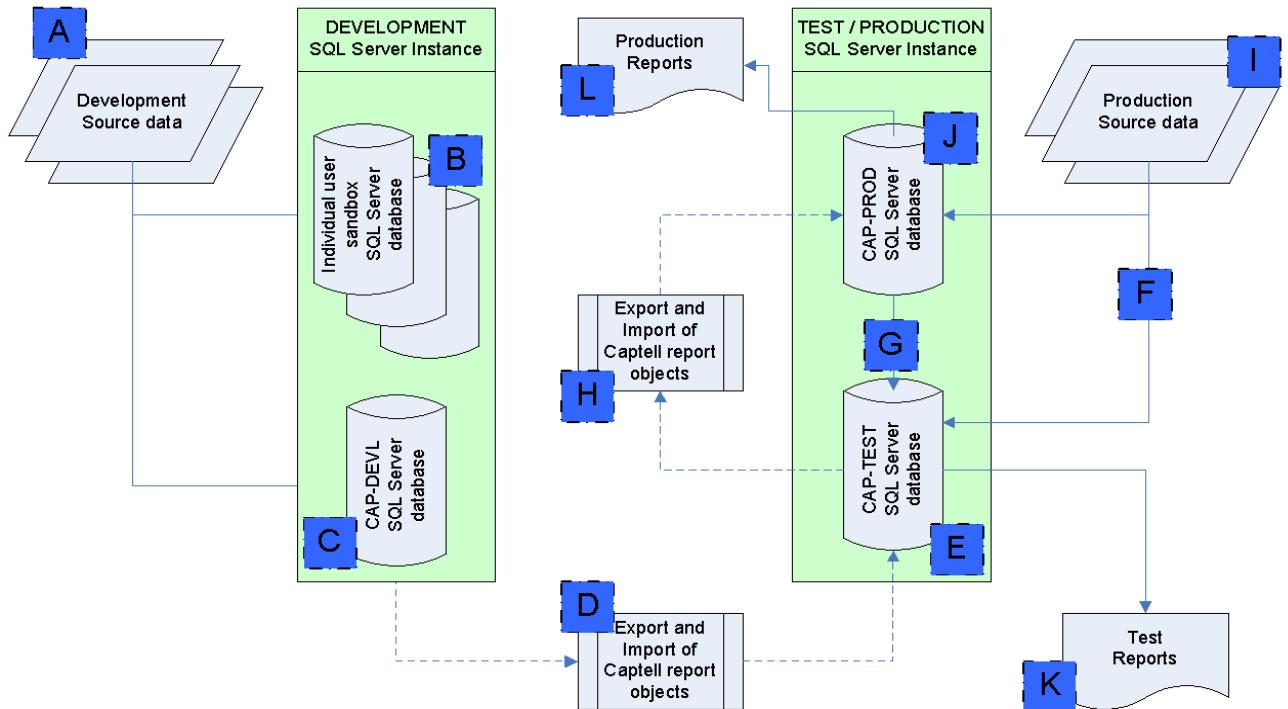 A
Development
Source data
DEVELOPMENT
SQL Server Instance
B
Individual user
sandbox
SQL Server
database
C
CAP-DEVL
SQL Server
database
Production
Reports
L
TEST / PRODUCTION
SQL Server Instance
J
CAP-PROD
SQL Server
database
I
Production
Source data
F
G
Export and
Import of
Captell report
objects
H
CAP-TEST
SQL Server
database
E
D
Export and
Import of
Captell report
objects
Test
Reports
K